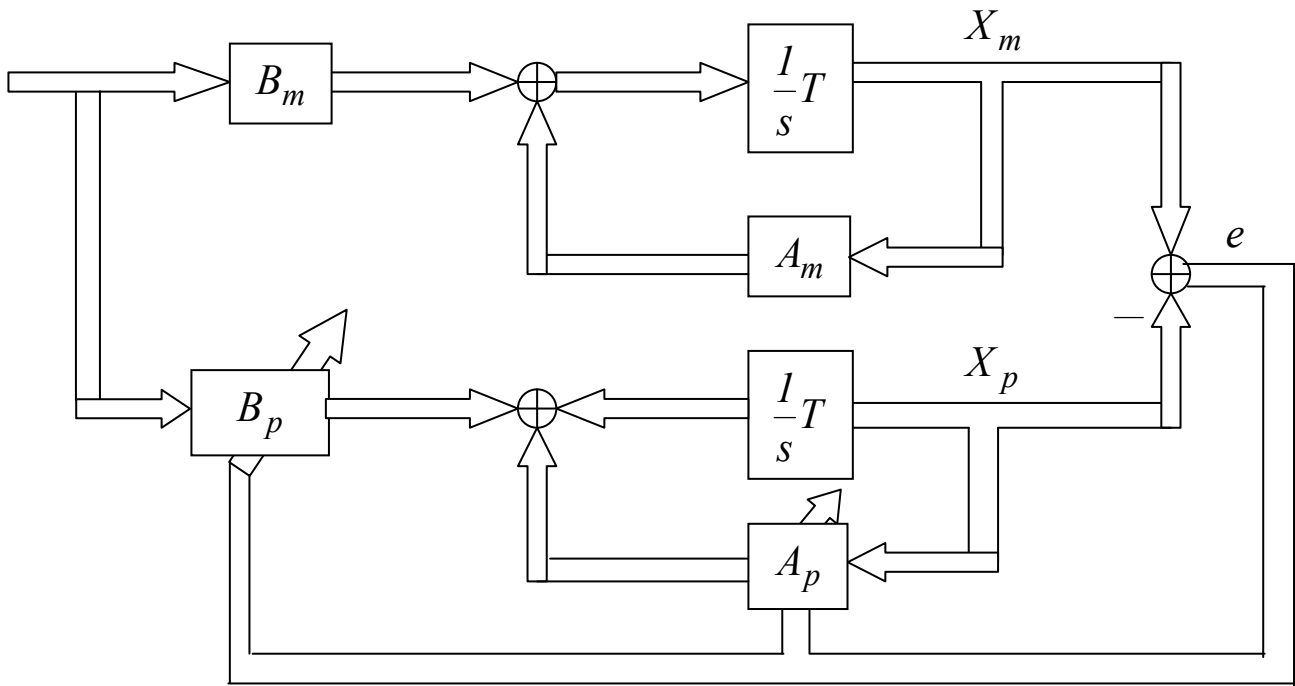 X_m
B_m
1/s T
A_m
e
—
X_p
B_p
1/s T
A_p